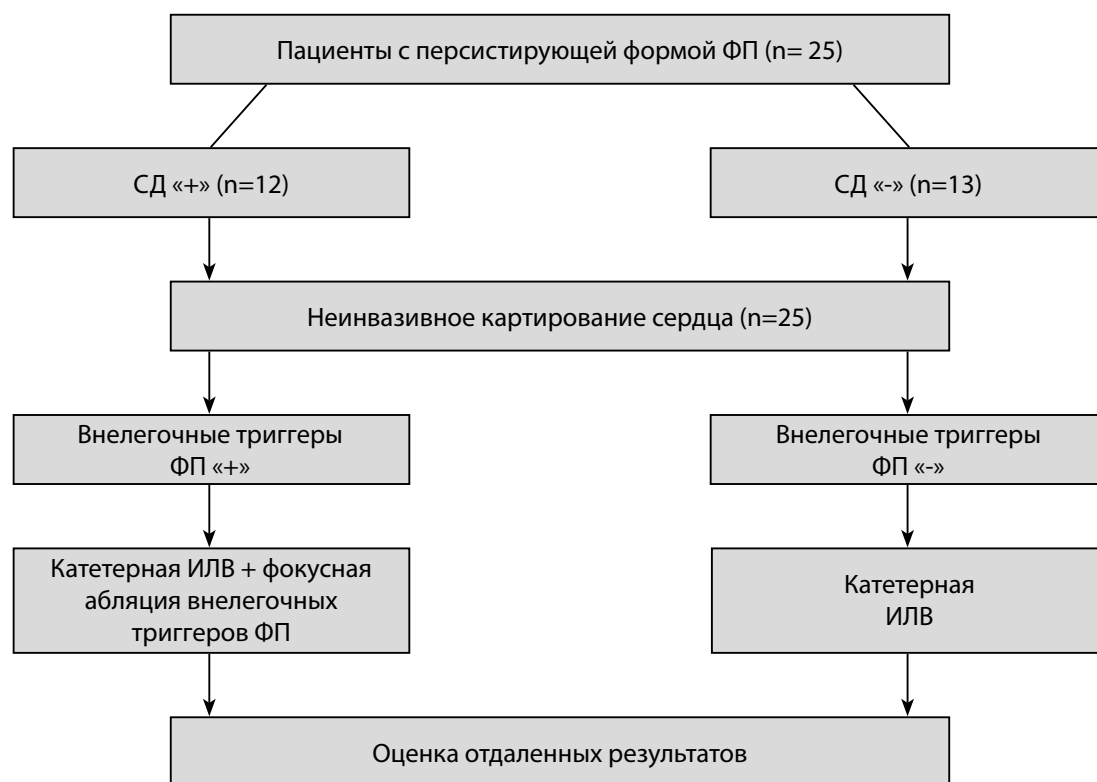 Пациенты с персистирующей формой ФП (n= 25)
СД «+» (n=12)
СД «-» (n=13)
Неинвазивное картирование сердца (n=25)
Внелегочные триггеры
ФП «+»
Внелегочные триггеры
ФП «-»
Катетерная ИЛВ + фокусная
абляция внелегочных
триггеров ФП
Катетерная
ИЛВ
Оценка отдаленных результатов